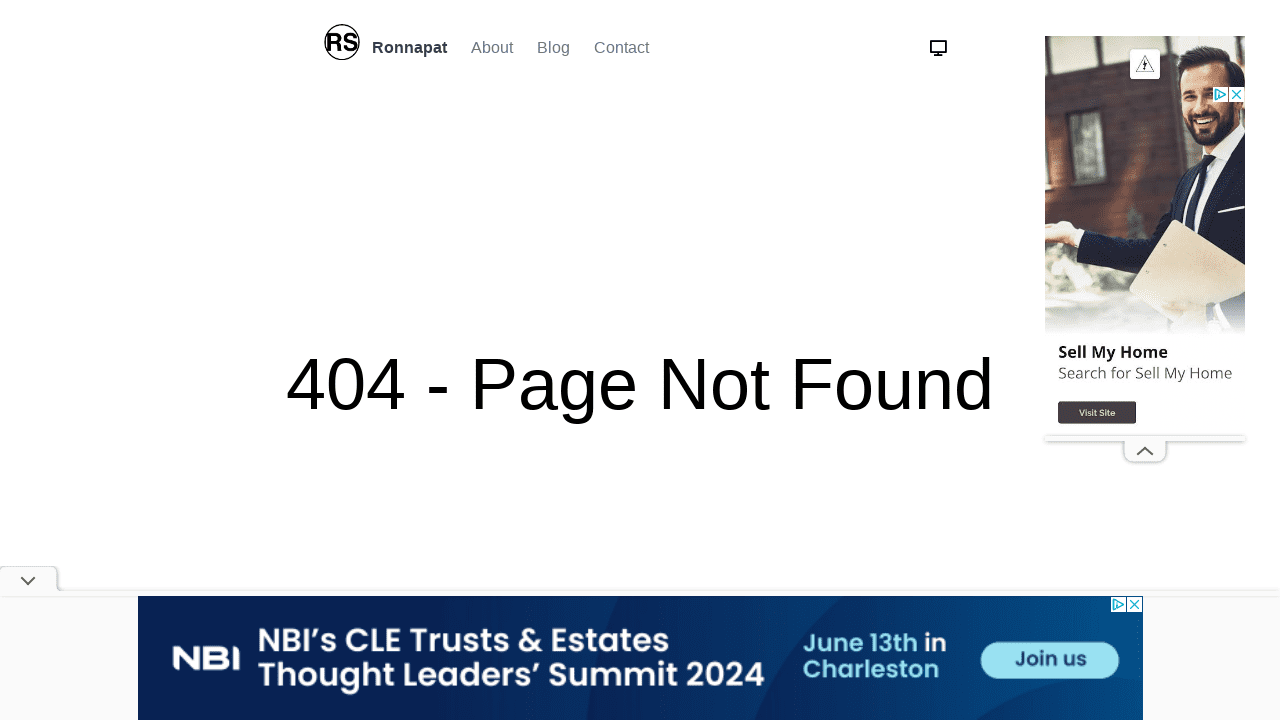 RS Ronnapat About Blog Contact
404 - Page Not Found
Sell My Home
Search for Sell My Home
Visit Site
NBI
NBI's CLE Trusts & Estates
Thought Leaders' Summit 2024
June 13th in
Charleston
Join us